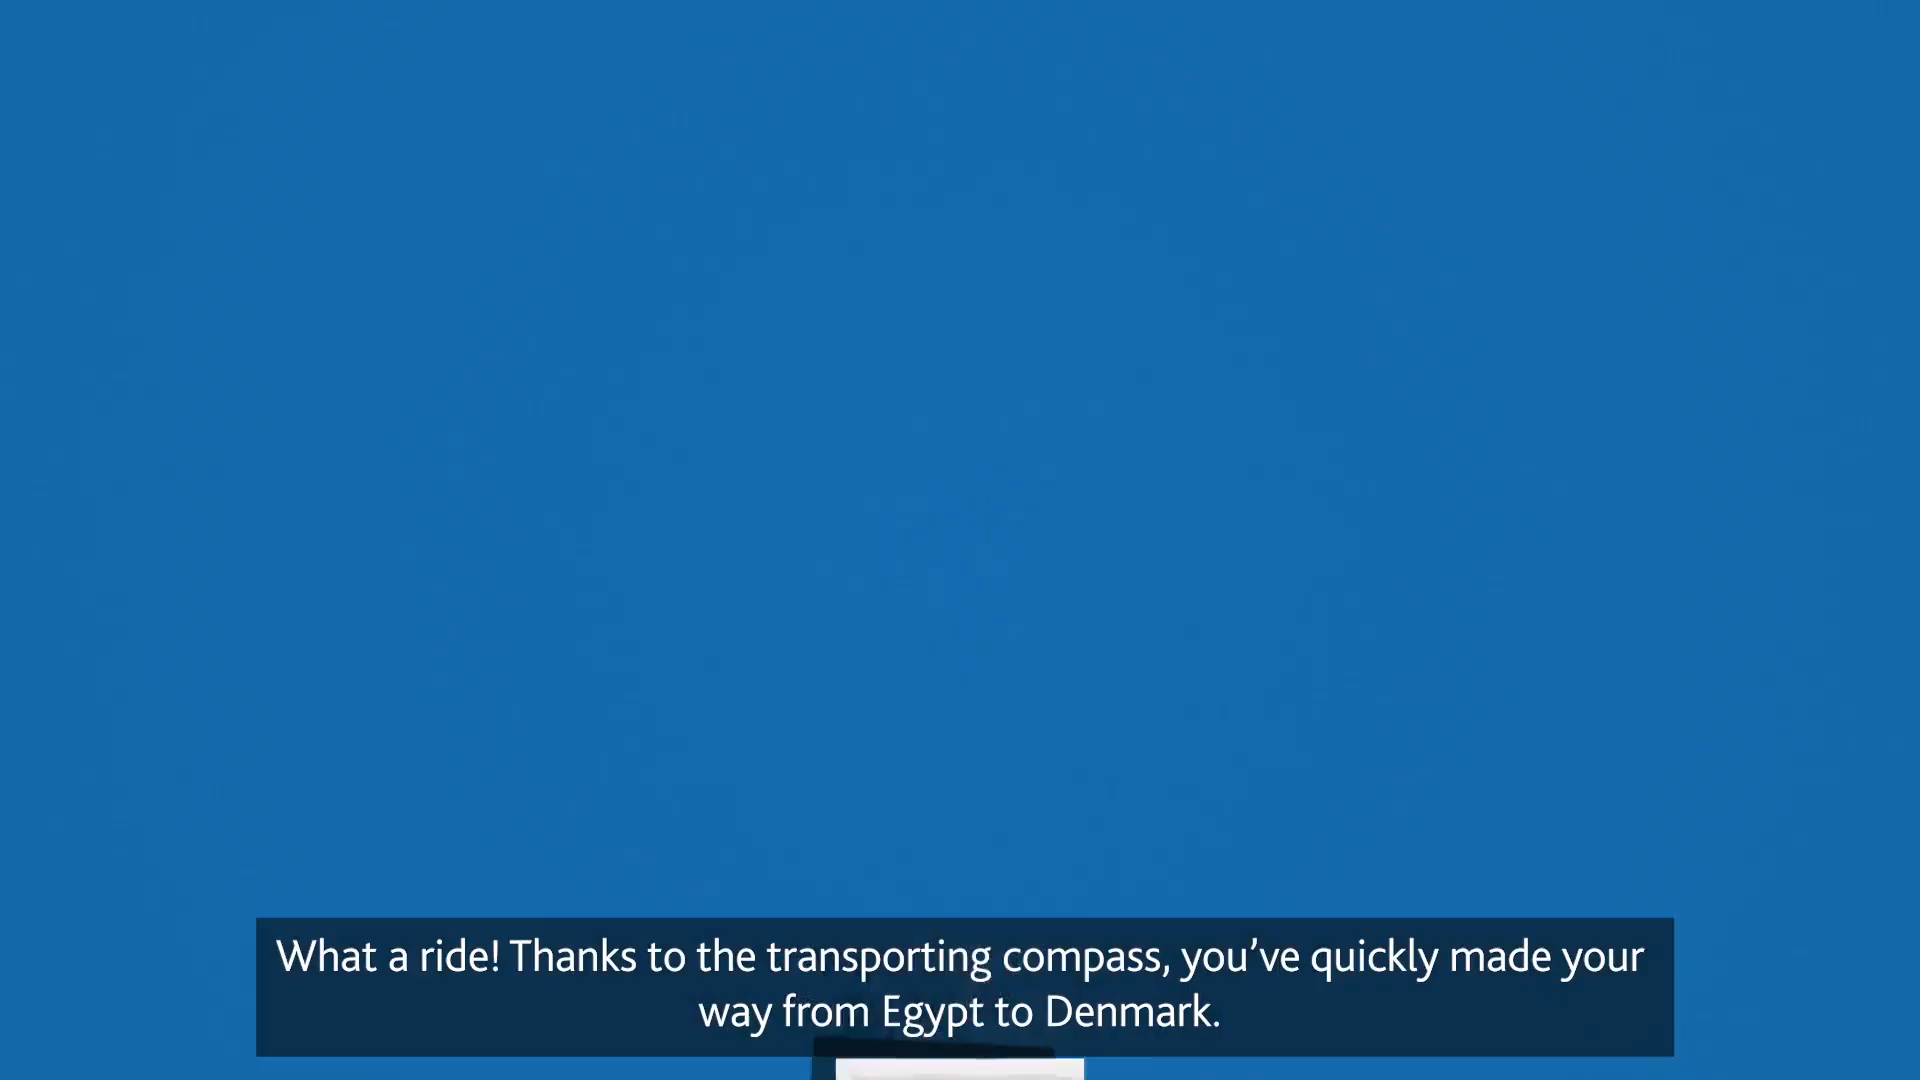 What a ride! Thanks to the transporting compass, you’ve quickly made your
way from Egypt to Denmark.